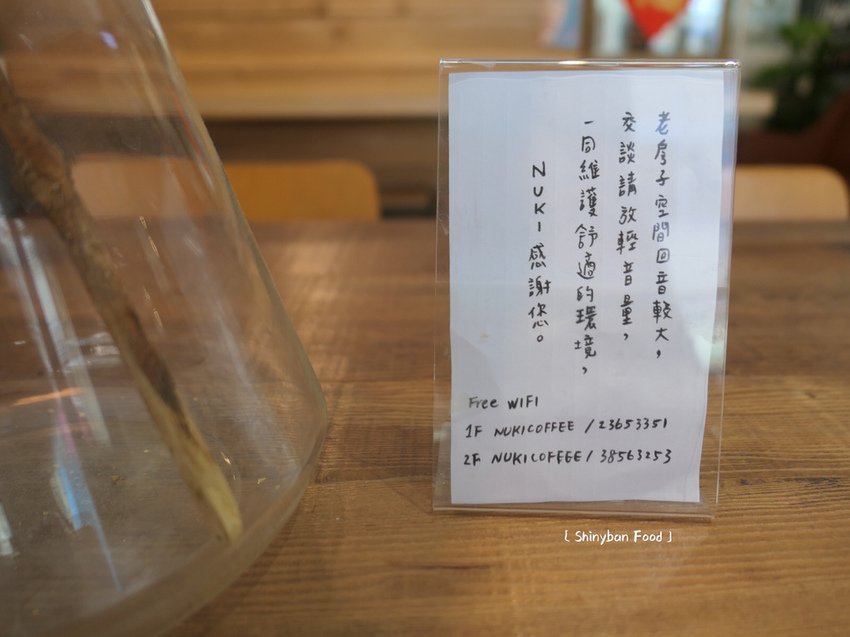 老房子空間回音較大，
交談請放輕音量，
一同維護舒適的環境，
NUKI感謝您。
Free WIFI
1F NUKICOFFEE / 23653351
2F NUKICOFFEE / 38563253
[ Shinyban Food ]